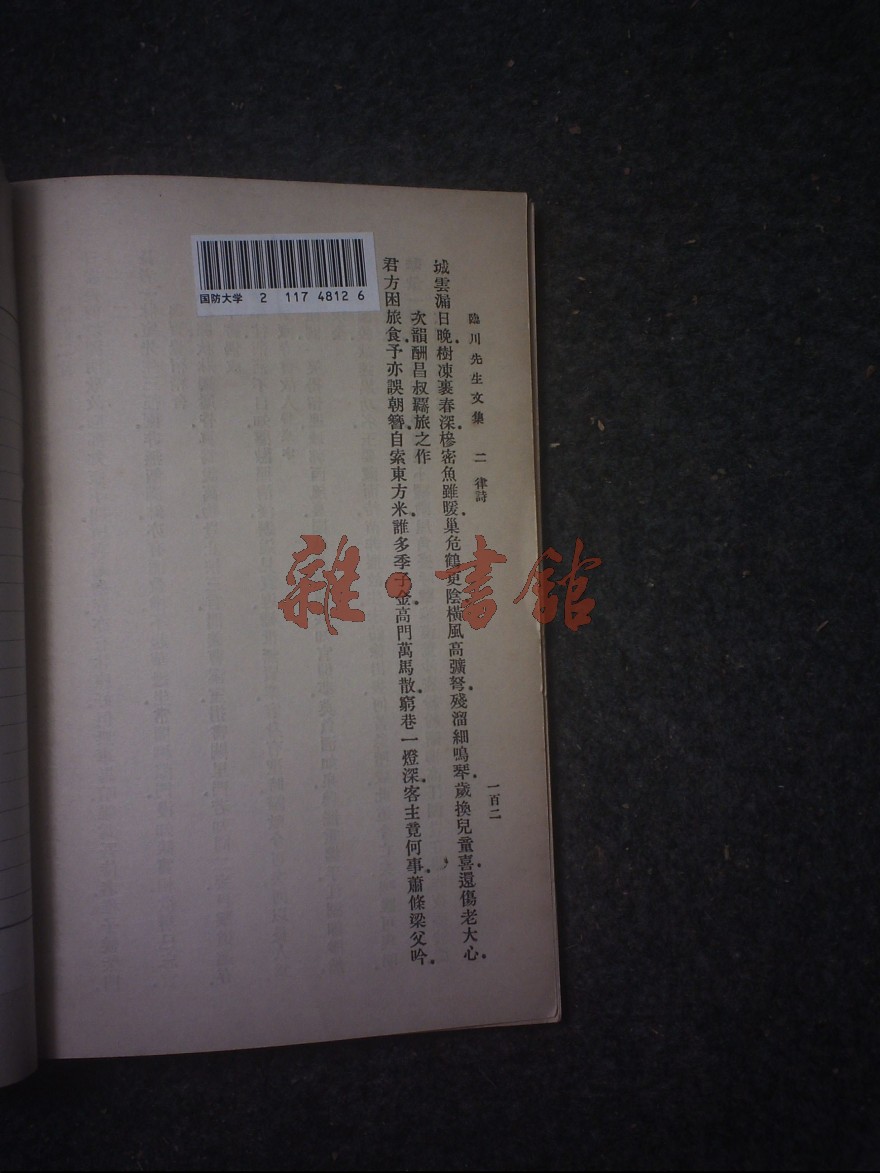 臨川先生文集 二 律詩 一百二
城雲漏日晚。樹凍裹春深。槮密魚雖暖。巢危鶴更陰。橫風高彍弩。殘溜細鳴琴。歲換兒童喜。還傷老大心。
次韻酬昌叔羈旅之作
君方困旅食。予亦誤朝簪。自索東方米。誰多季子金。高門萬馬散。窮巷一燈深。客主竟何事。蕭條梁父吟。
国防大学 2 117 4812 6
雜·書館